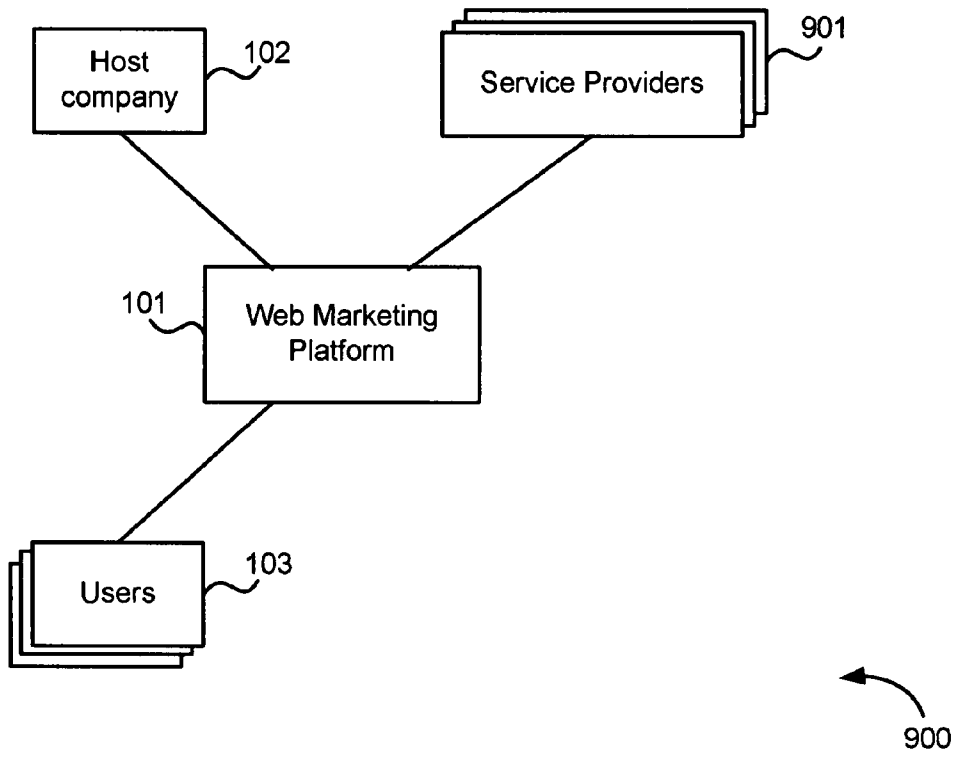 Host
company
102
Service Providers
901
101
Web Marketing
Platform
Users
103
900